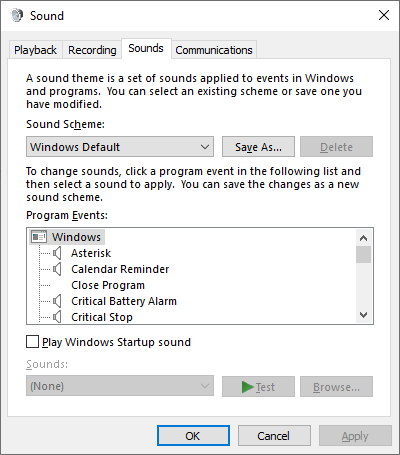 Sound
Playback Recording Sounds Communications
A sound theme is a set of sounds applied to events in Windows
and programs. You can select an existing scheme or save one you
have modified.
Sound Scheme:
Windows Default
Save As...
Delete
To change sounds, click a program event in the following list and
then select a sound to apply. You can save the changes as a new
sound scheme.
Program Events:
Windows
Asterisk
Calendar Reminder
Close Program
Critical Battery Alarm
Critical Stop
Play Windows Startup sound
Sounds:
(None)
Test
Browse...
OK
Cancel
Apply